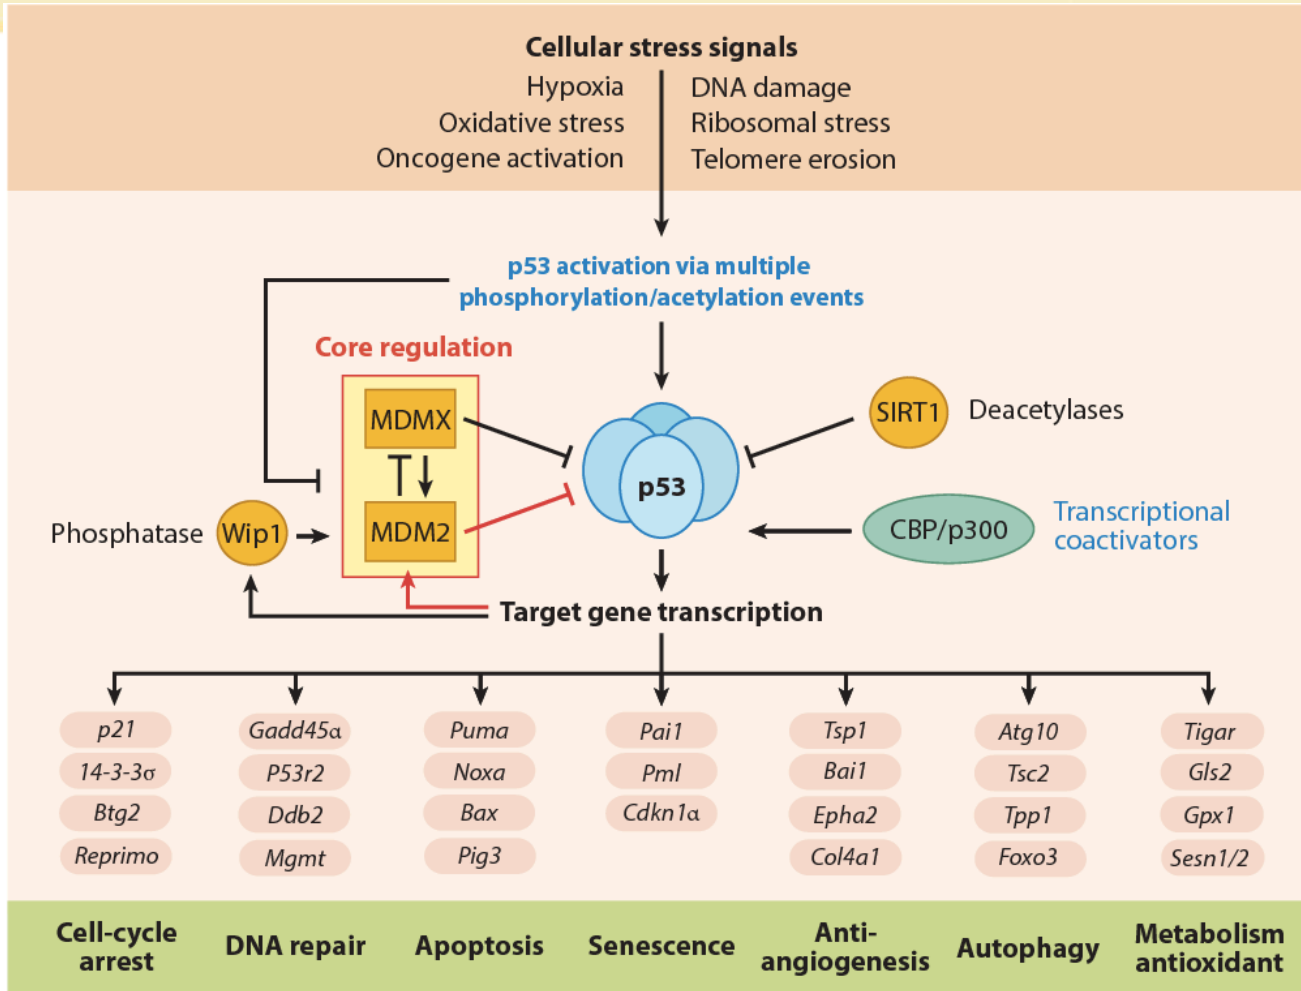 Cellular stress signals
Hypoxia
DNA damage
Oxidative stress
Ribosomal stress
Oncogene activation
Telomere erosion
p53 activation via multiple
phosphorylation/acetylation events
Core regulation
MDMX
SIRT1
Deacetylases
p53
Phosphatase
Wip1
MDM2
CBP/p300
Transcriptional
coactivators
Target gene transcription
p21
Gadd45α
Puma
Pai1
Tsp1
Atg10
Tigar
14-3-3σ
P53r2
Noxa
Pml
Bai1
Tsc2
Gls2
Btg2
Ddb2
Bax
Cdkn1α
Epha2
Tpp1
Gpx1
Reprimo
Mgmt
Pig3
Col4a1
Foxo3
Sesn1/2
Cell-cycle
arrest
DNA repair
Apoptosis
Senescence
Anti-
angiogenesis
Autophagy
Metabolism
antioxidant